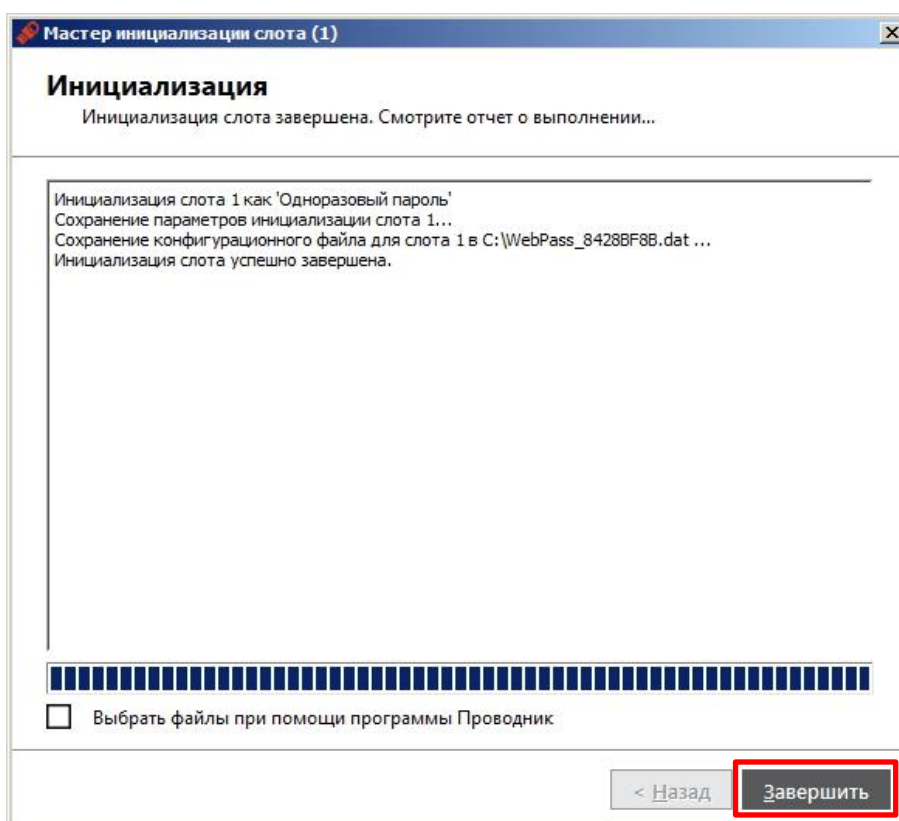 Мастер инициализации слота (1)
Инициализация
Инициализация слота завершена. Смотрите отчет о выполнении...
Инициализация слота 1 как 'Одноразовый пароль'
Сохранение параметров инициализации слота 1...
Сохранение конфигурационного файла для слота 1 в C:\WebPass_8428BF8B.dat ...
Инициализация слота успешно завершена.
Выбрать файлы при помощи программы Проводник
< Назад
Завершить